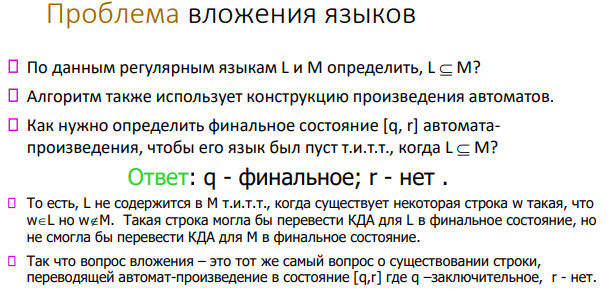 Проблема вложения языков
По данным регулярным языкам L и M определить, L ⊆ M?
Алгоритм также использует конструкцию произведения автоматов.
Как нужно определить финальное состояние [q, r] автомата-
произведения, чтобы его язык был пуст т.и.т.т., когда L ⊆ M?
Ответ: q - финальное; r - нет .
То есть, L не содержится в M т.и.т.т., когда существует некоторая строка w такая, что
w∈L но w∉M. Такая строка могла бы перевести КДА для L в финальное состояние, но
не смогла бы перевести КДА для M в финальное состояние.
Так что вопрос вложения – это тот же самый вопрос о существовании строки,
переводящей автомат-произведение в состояние [q,r] где q –заключительное, r - нет.